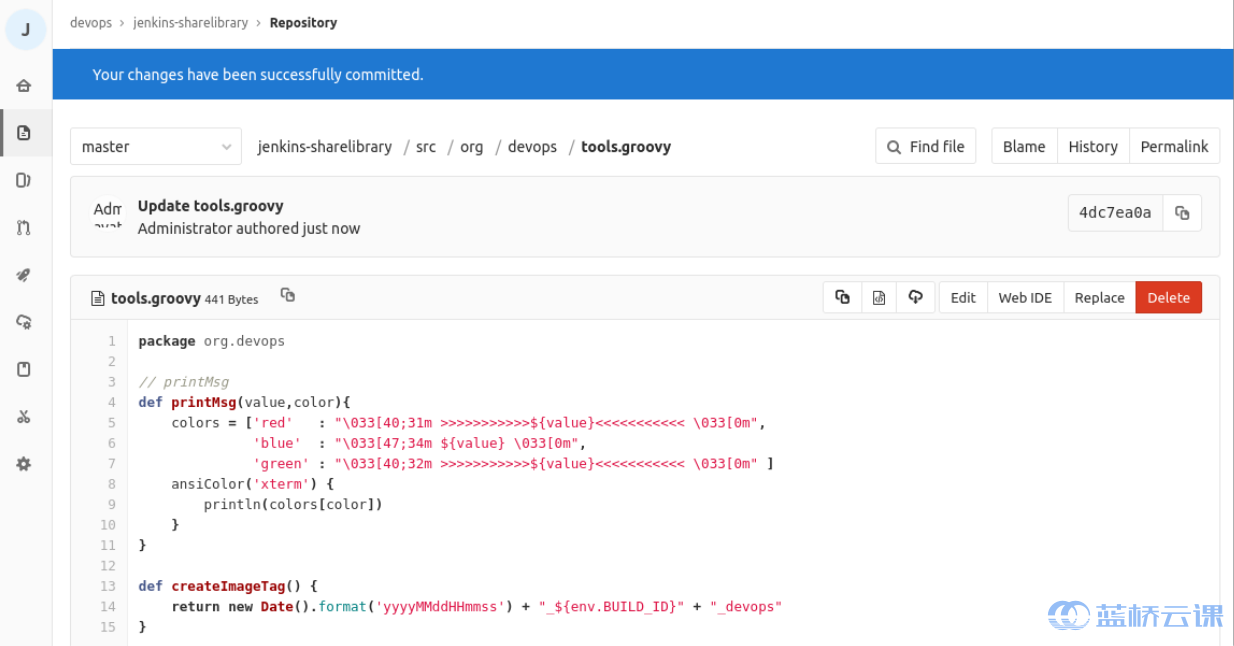 J
devops › jenkins-sharelibrary › Repository
Your changes have been successfully committed.
master
jenkins-sharelibrary / src / org / devops / tools.groovy
Find file
Blame
History
Permalink
Update tools.groovy
Administrator authored just now
4dc7ea0a
tools.groovy 441 Bytes
Edit
Web IDE
Replace
Delete
1 package org.devops
2
3 // printMsg
4 def printMsg(value,color){
5     colors = ['red'   : "\033[40;31m >>>>>>>>>>>${value}<<<<<<<<<<< \033[0m",
6               'blue'  : "\033[47;34m ${value} \033[0m",
7               'green' : "\033[40;32m >>>>>>>>>>>${value}<<<<<<<<<<< \033[0m" ]
8     ansiColor('xterm') {
9         println(colors[color])
10     }
11 }
12
13 def createImageTag() {
14     return new Date().format('yyyyMMddHHmmss') + "_${env.BUILD_ID}" + "_devops"
15 }
蓝桥云课